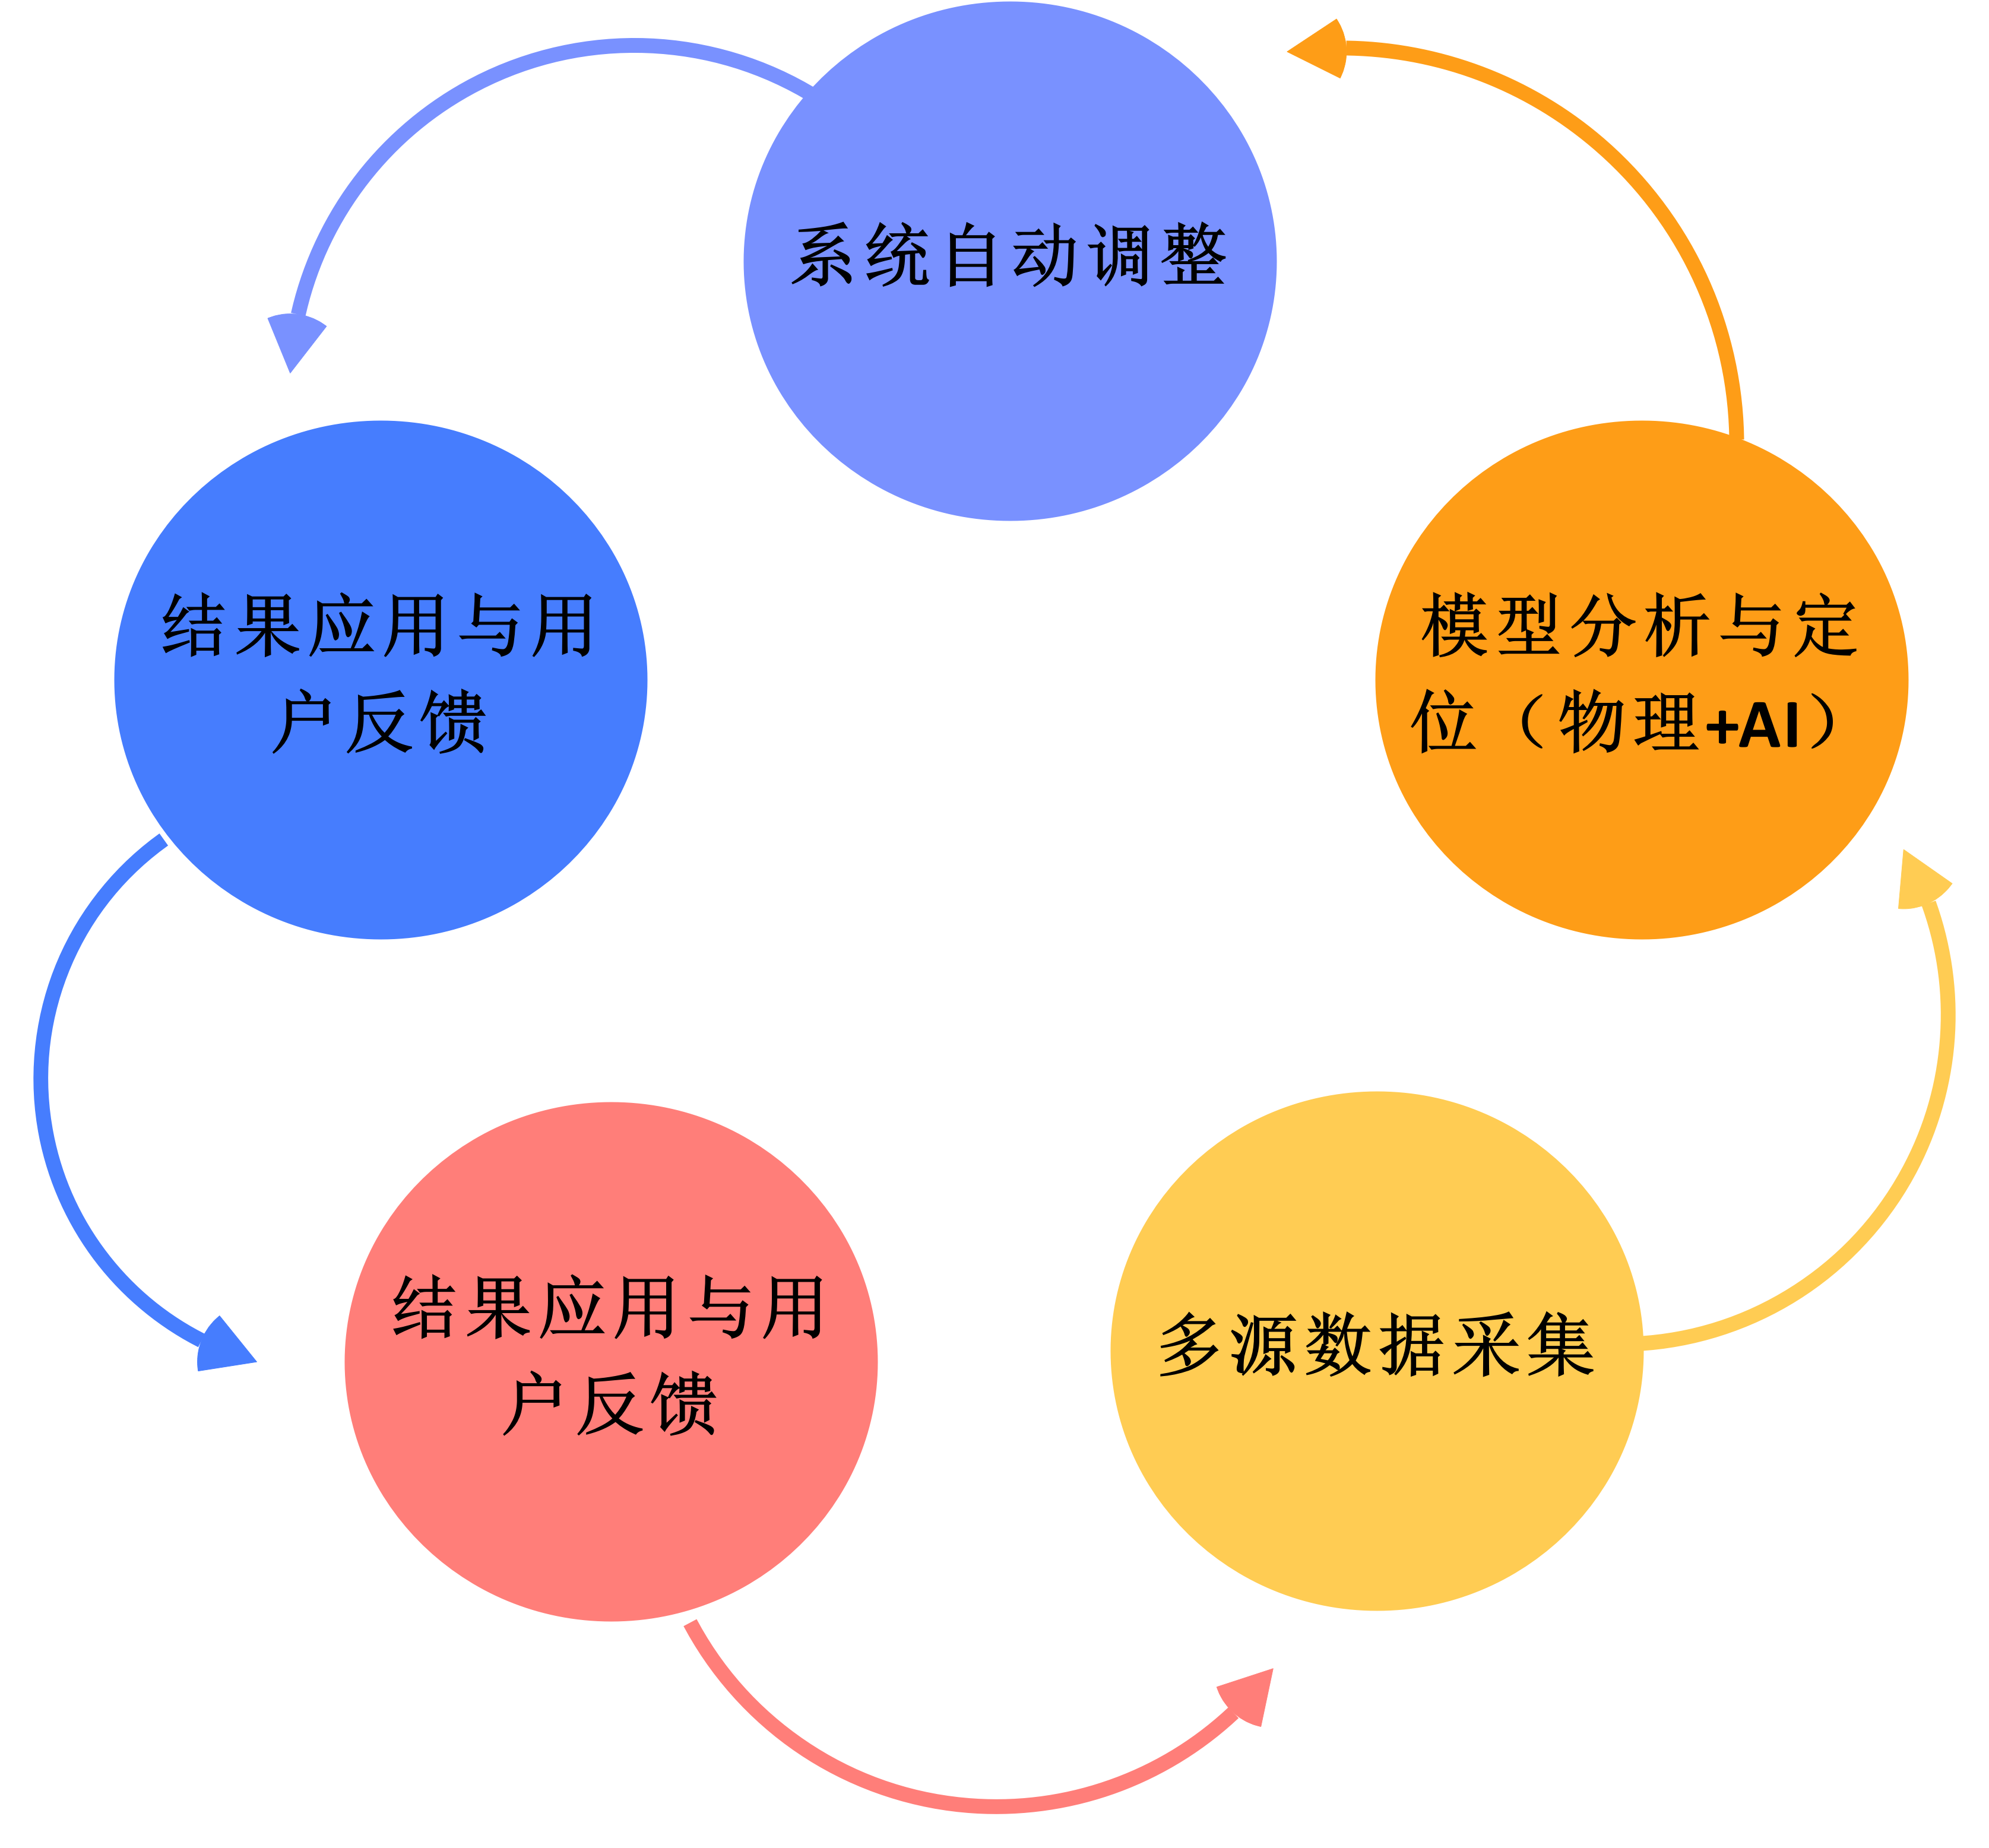 系统自动调整
结果应用与用
户反馈
模型分析与定
位（物理+AI）
结果应用与用
户反馈
多源数据采集